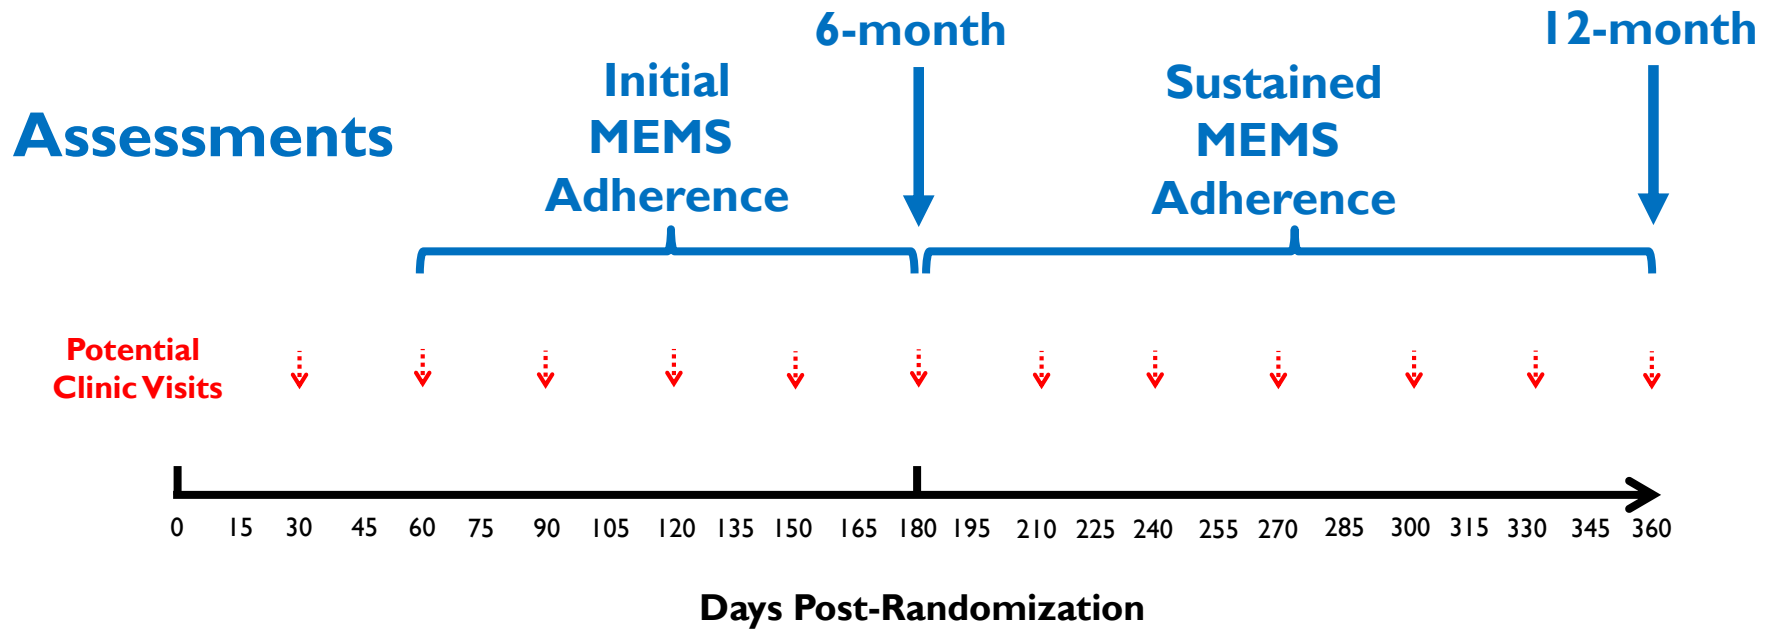 6-month
12-month
Initial
MEMS
Adherence
Sustained
MEMS
Adherence
Assessments
Potential
Clinic Visits
0 15 30 45 60 75 90 105 120 135 150 165 180 195 210 225 240 255 270 285 300 315 330 345 360
Days Post-Randomization